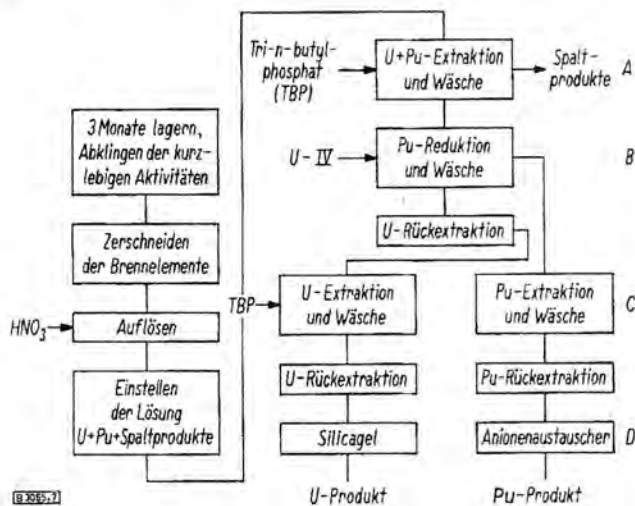 3 Monate lagern,
Abklingen der kurz-
lebigen Aktivitäten
Zerschneiden
der Brennelemente
HNO₃
Auflösen
Einstellen
der Lösung
U+Pu+Spaltprodukte
Tri-n-butyl-
phosphat
(TBP)
U+Pu-Extraktion
und Wäsche
Spalt-
produkte
A
U-IV
Pu-Reduktion
und Wäsche
B
U-Rückextraktion
TBP
U-Extraktion
und Wäsche
Pu-Extraktion
und Wäsche
C
U-Rückextraktion
Pu-Rückextraktion
Silicagel
Anionenaustauscher
D
U-Produkt
Pu-Produkt